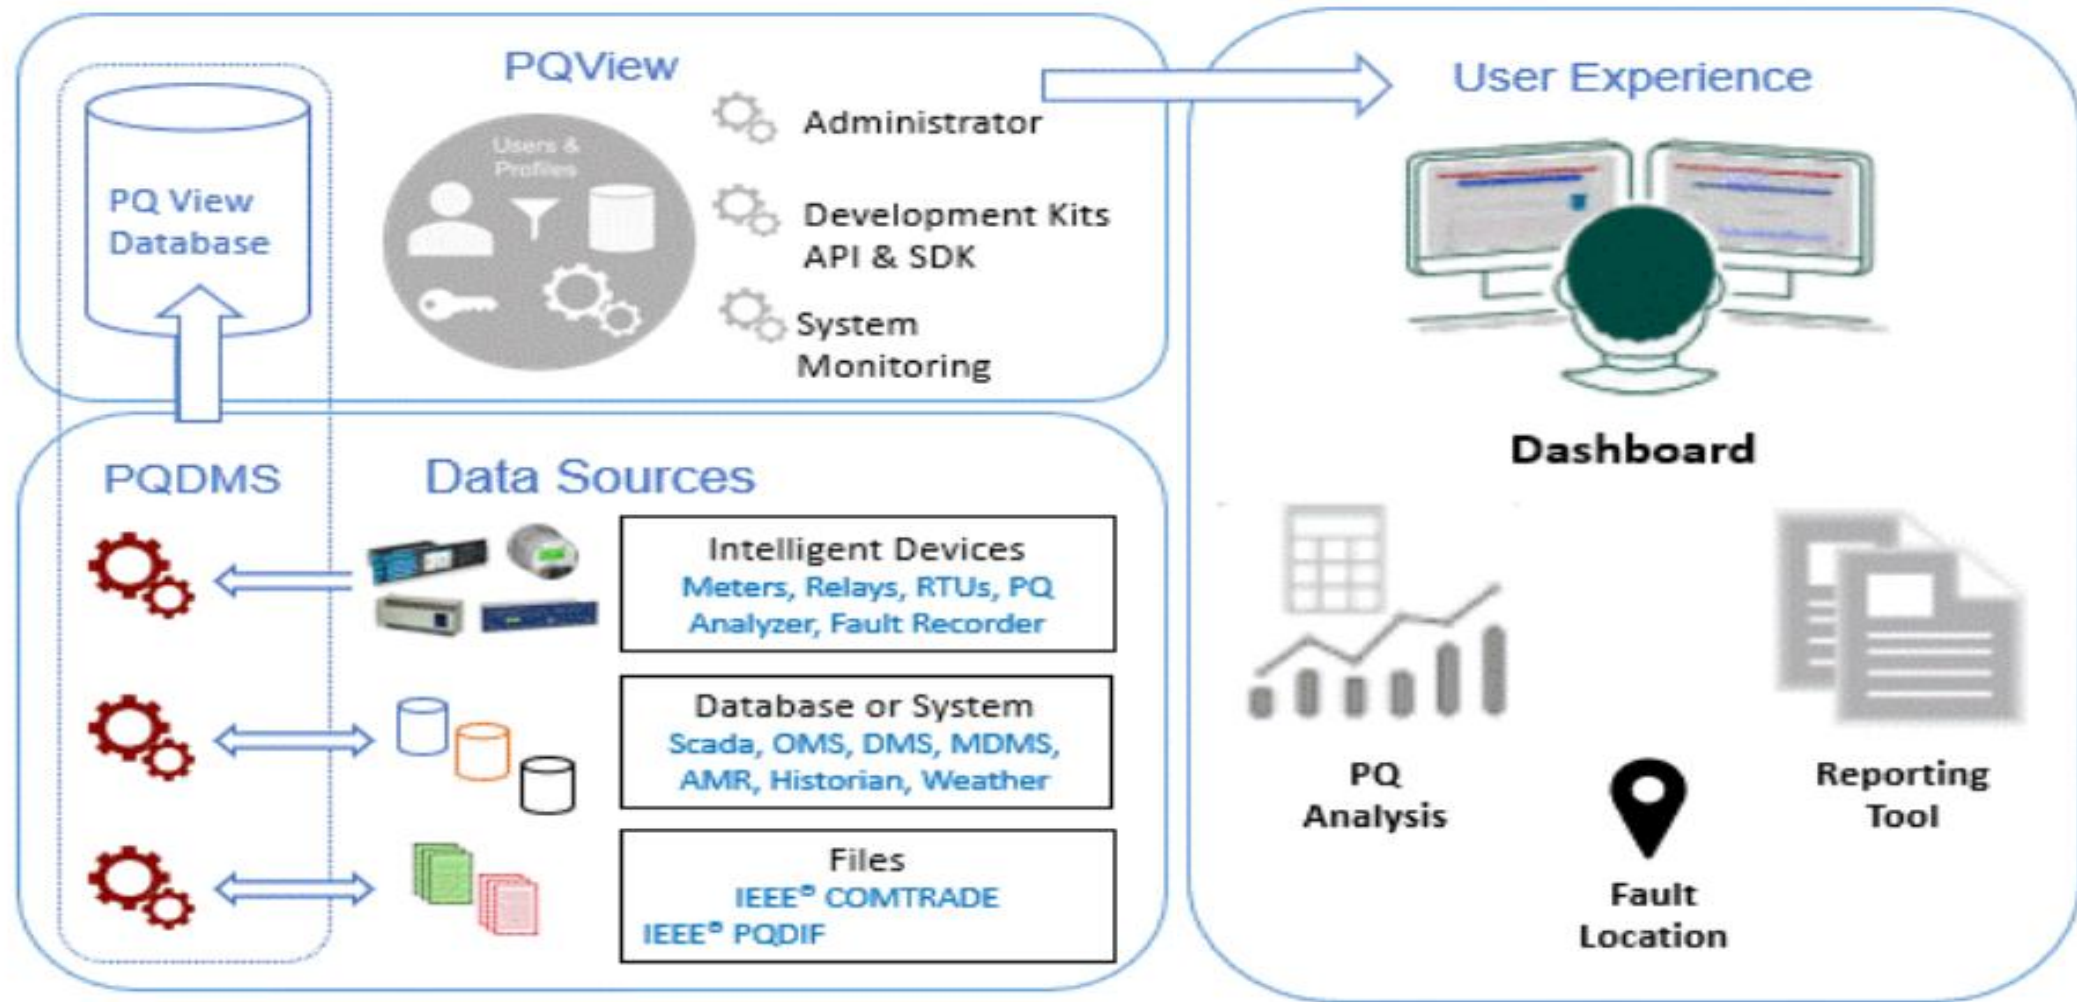 PQView
PQ View
Database
Users &
Profiles
Administrator
Development Kits
API & SDK
System
Monitoring
PQDMS
Data Sources
Intelligent Devices
Meters, Relays, RTUs, PQ
Analyzer, Fault Recorder
Database or System
Scada, OMS, DMS, MDMS,
AMR, Historian, Weather
Files
IEEE® COMTRADE
IEEE® PQDIF
User Experience
Dashboard
PQ
Analysis
Fault
Location
Reporting
Tool